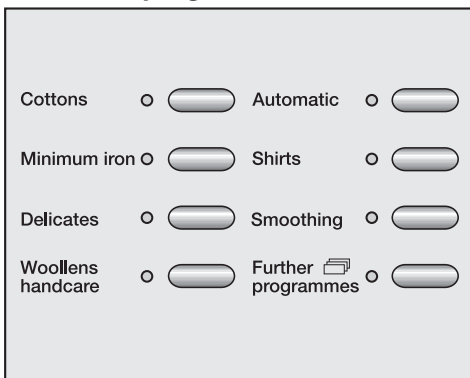 Cottons
Automatic
Minimum iron
Shirts
Delicates
Smoothing
Woollens
handcare
Further
programmes